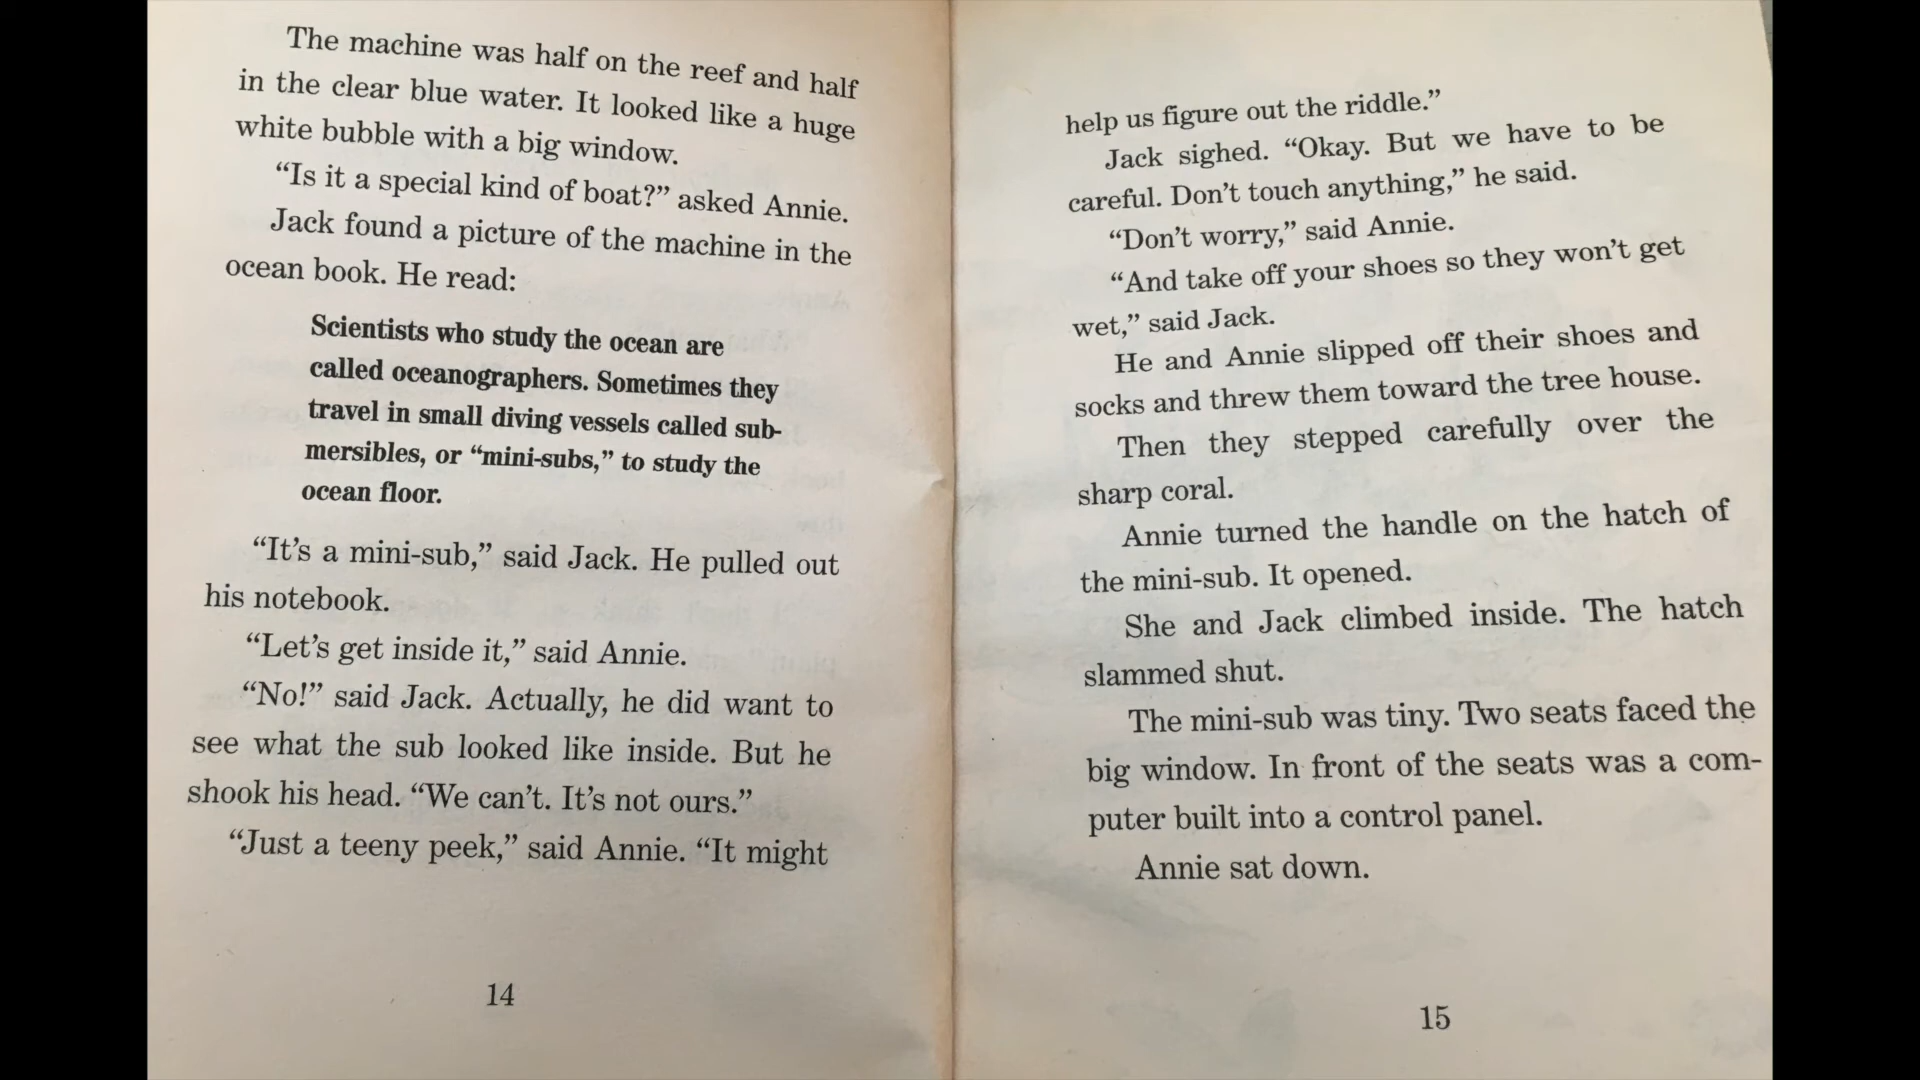 The machine was half on the reef and half
in the clear blue water. It looked like a huge
white bubble with a big window.
“Is it a special kind of boat?” asked Annie.
Jack found a picture of the machine in the
ocean book. He read:
Scientists who study the ocean are
called oceanographers. Sometimes they
travel in small diving vessels called sub-
mersibles, or “mini-subs,” to study the
ocean floor.
“It’s a mini-sub,” said Jack. He pulled out
his notebook.
“Let’s get inside it,” said Annie.
“No!” said Jack. Actually, he did want to
see what the sub looked like inside. But he
shook his head. “We can’t. It’s not ours.”
“Just a teeny peek,” said Annie. “It might
14
help us figure out the riddle.”
Jack sighed. “Okay. But we have to be
careful. Don’t touch anything,” he said.
“Don’t worry,” said Annie.
“And take off your shoes so they won’t get
wet,” said Jack.
He and Annie slipped off their shoes and
socks and threw them toward the tree house.
Then they stepped carefully over the
sharp coral.
Annie turned the handle on the hatch of
the mini-sub. It opened.
She and Jack climbed inside. The hatch
slammed shut.
The mini-sub was tiny. Two seats faced the
big window. In front of the seats was a com-
puter built into a control panel.
Annie sat down.
15